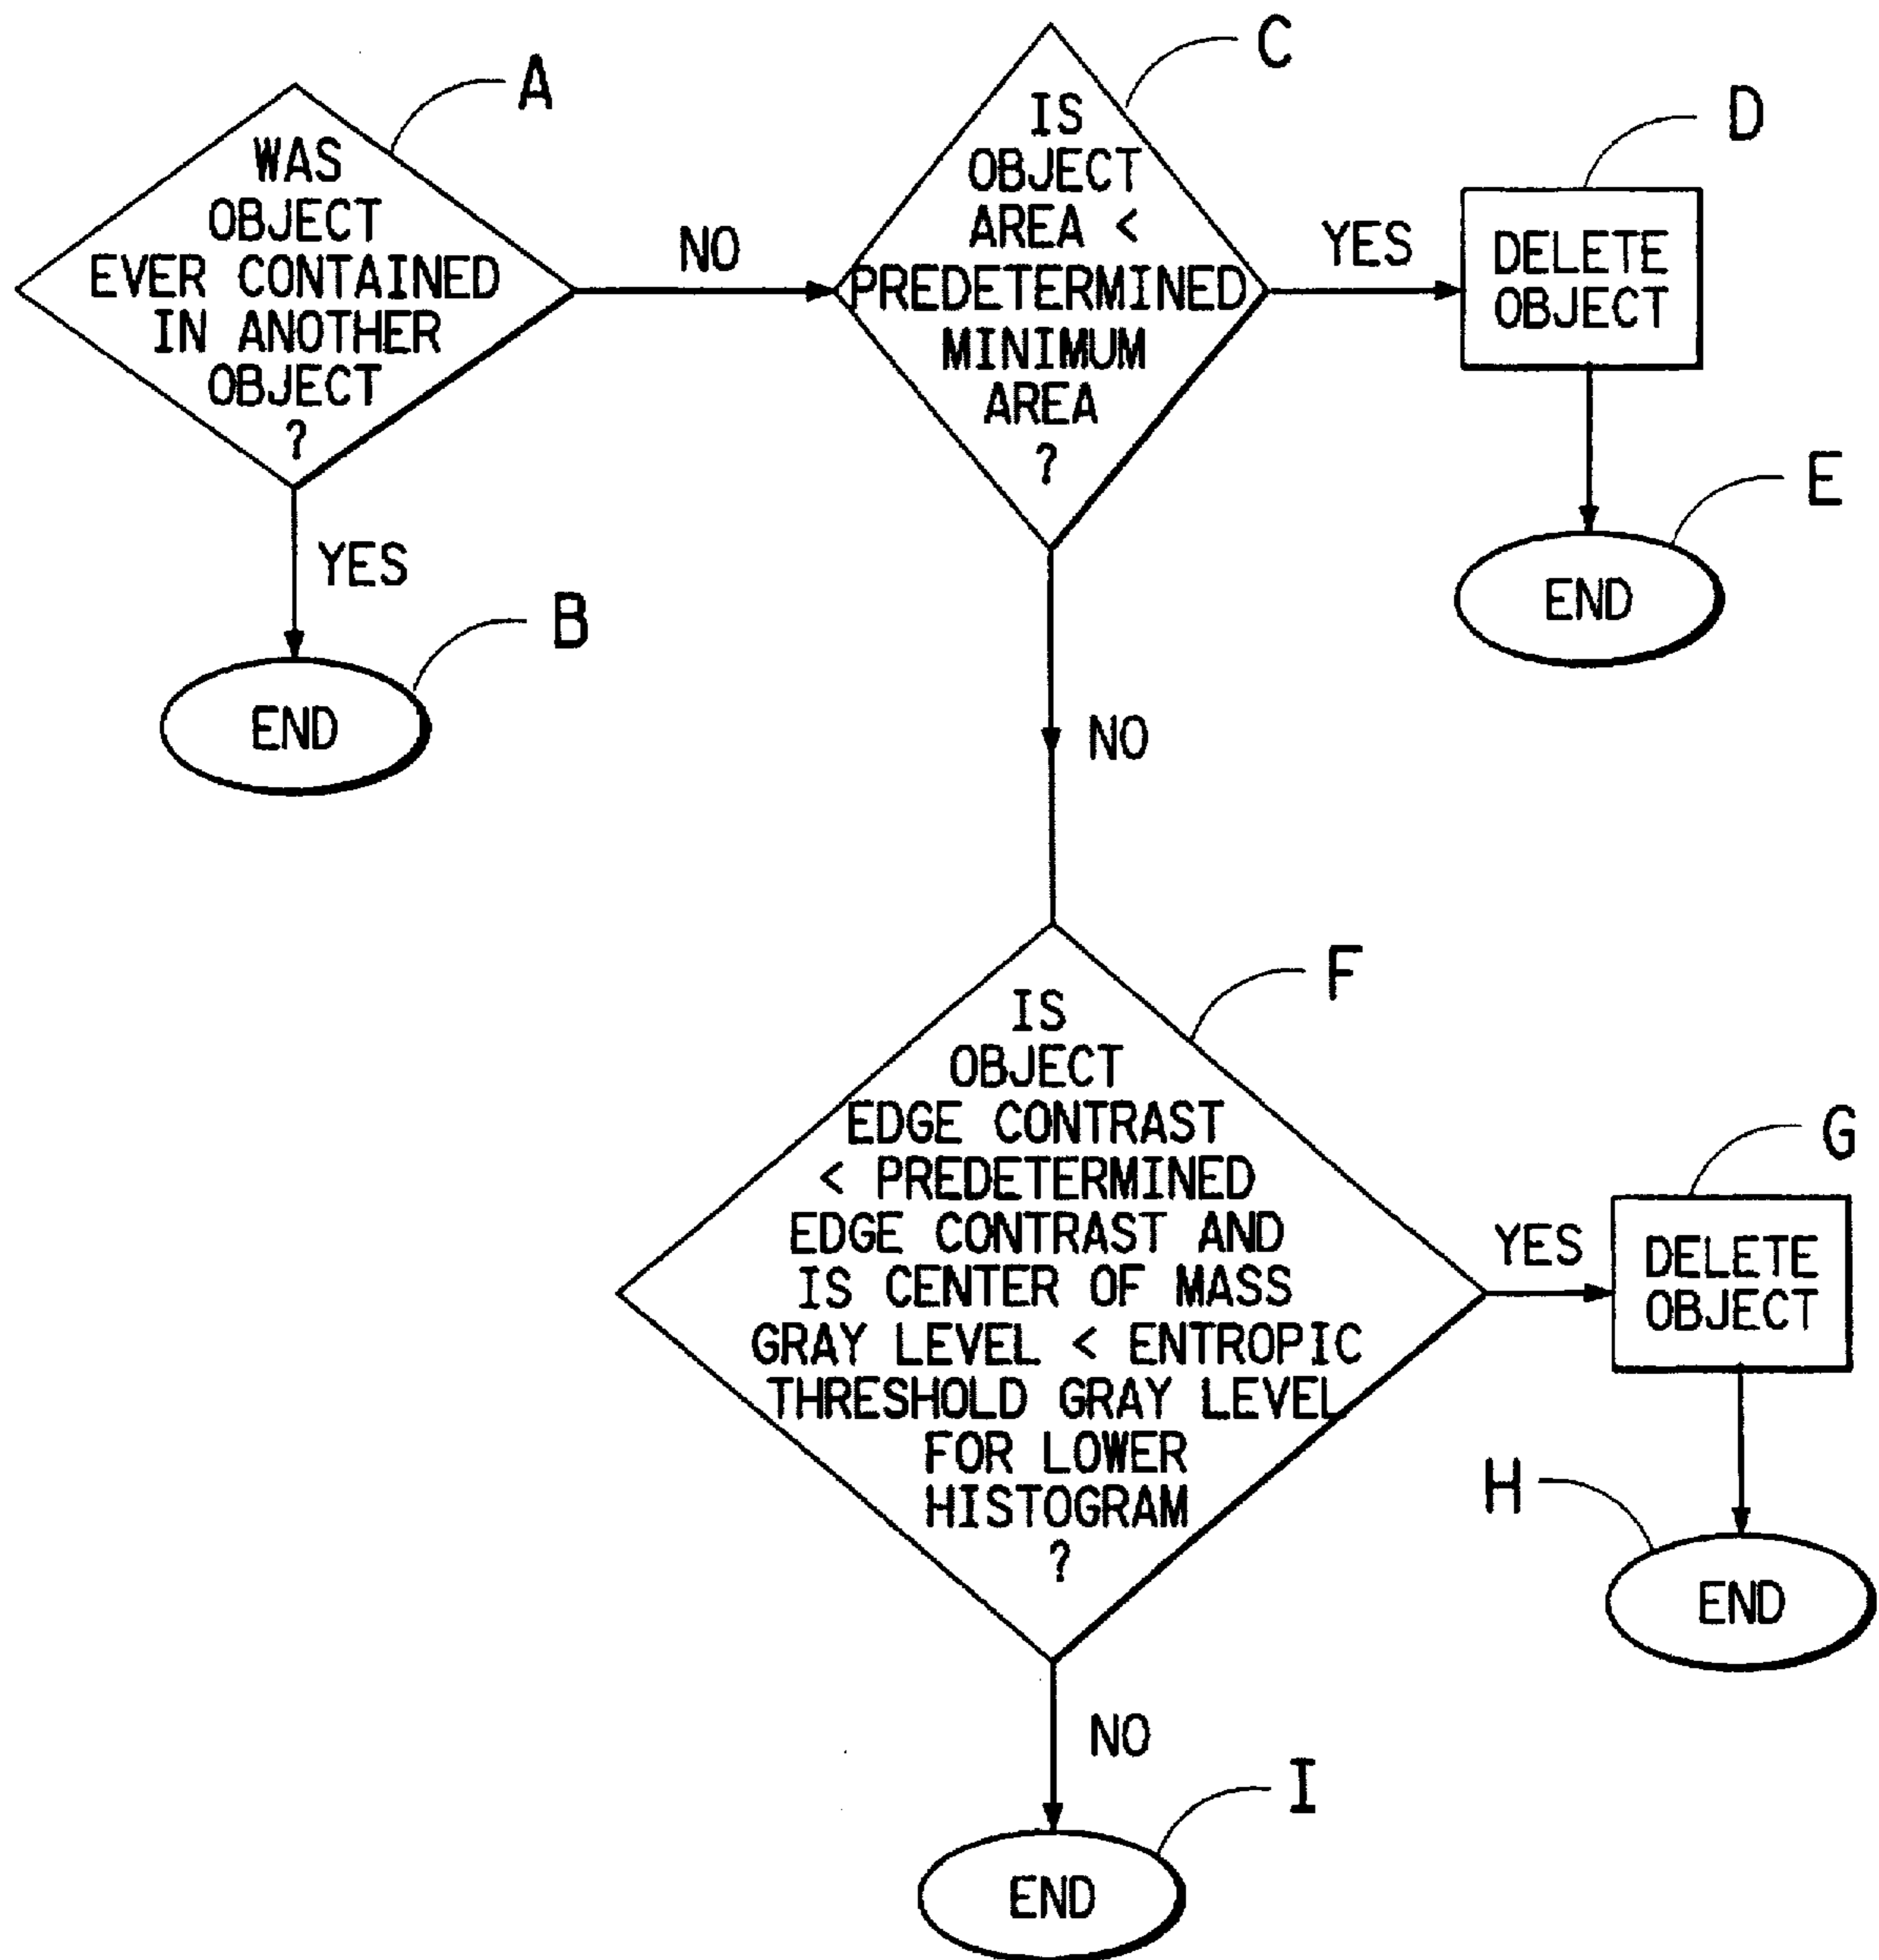 A
WAS
OBJECT
EVER CONTAINED
IN ANOTHER
OBJECT
?
YES
B
END
NO
C
IS
OBJECT
AREA <
PREDETERMINED
MINIMUM
AREA
?
YES
D
DELETE
OBJECT
E
END
NO
F
IS
OBJECT
EDGE CONTRAST
< PREDETERMINED
EDGE CONTRAST AND
IS CENTER OF MASS
GRAY LEVEL < ENTROPIC
THRESHOLD GRAY LEVEL
FOR LOWER
HISTOGRAM
?
YES
G
DELETE
OBJECT
H
END
NO
I
END